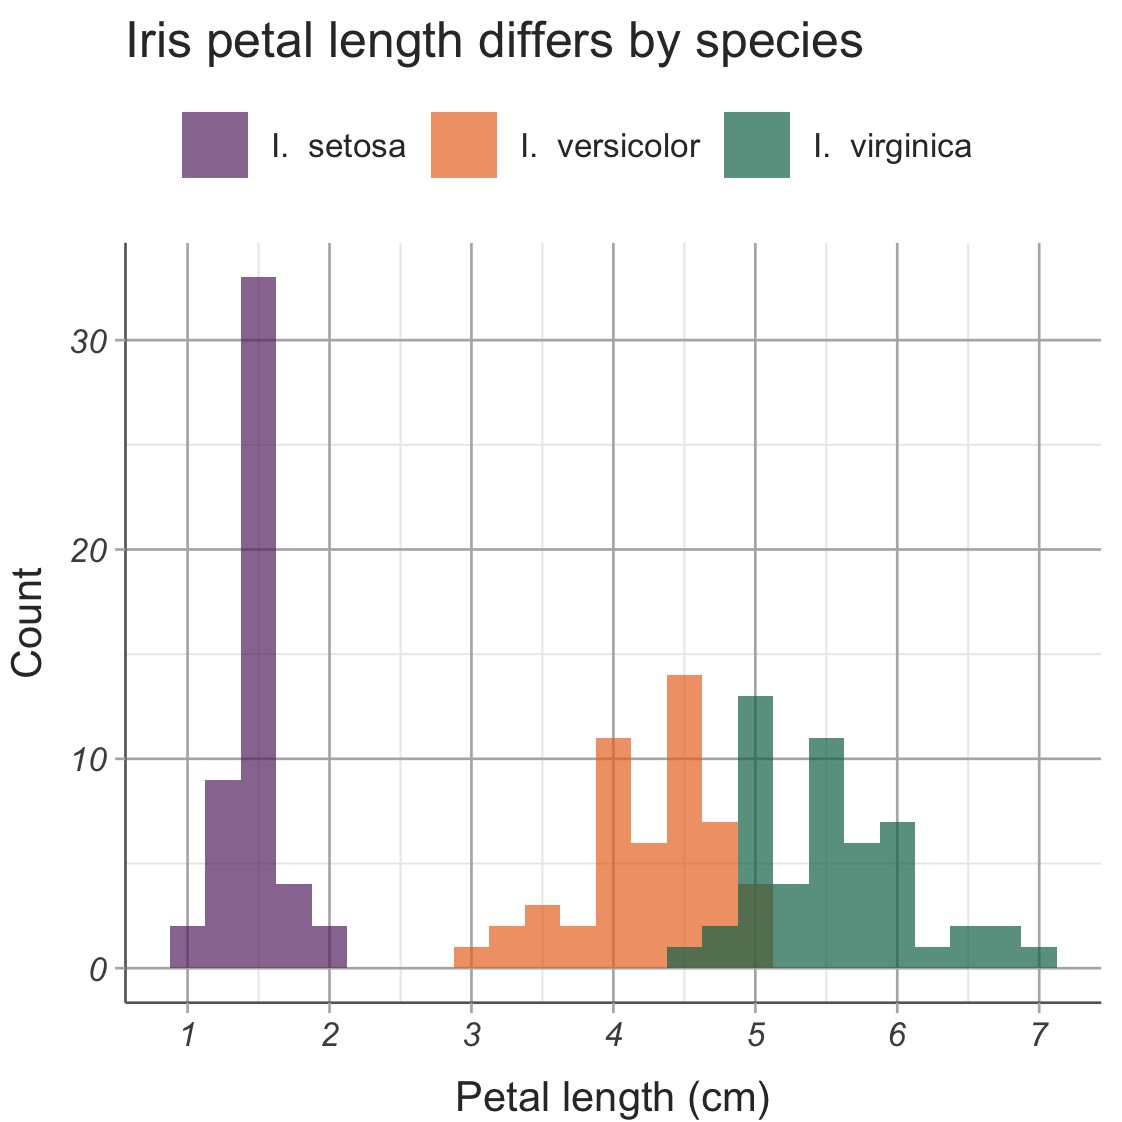 Iris petal length differs by species
I. setosa I. versicolor I. virginica
30
20
10
0
Count
1 2 3 4 5 6 7
Petal length (cm)